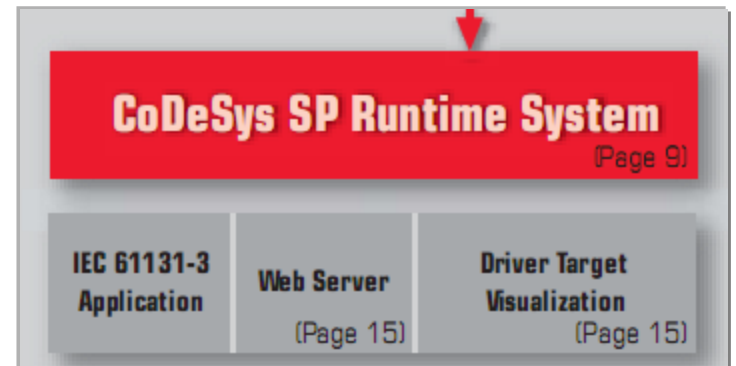 CoDeSys SP Runtime System
(Page 9)
IEC 61131-3
Application
Web Server
(Page 15)
Driver Target
Visualization
(Page 15)